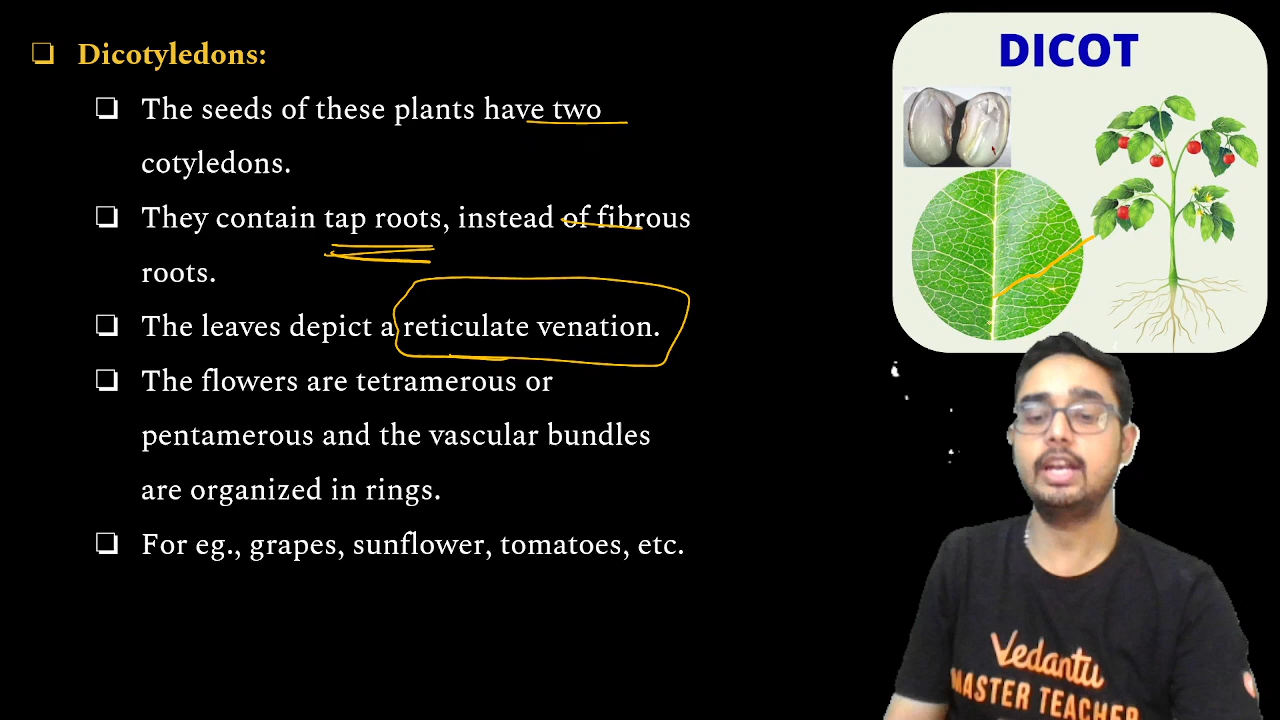 Dicotyledons:
The seeds of these plants have two
cotyledons.
They contain tap roots, instead of fibrous
roots.
The leaves depict a reticulate venation.
The flowers are tetramerous or
pentamerous and the vascular bundles
are organized in rings.
For eg., grapes, sunflower, tomatoes, etc.
DICOT
Vedantu
MASTER TEACHER